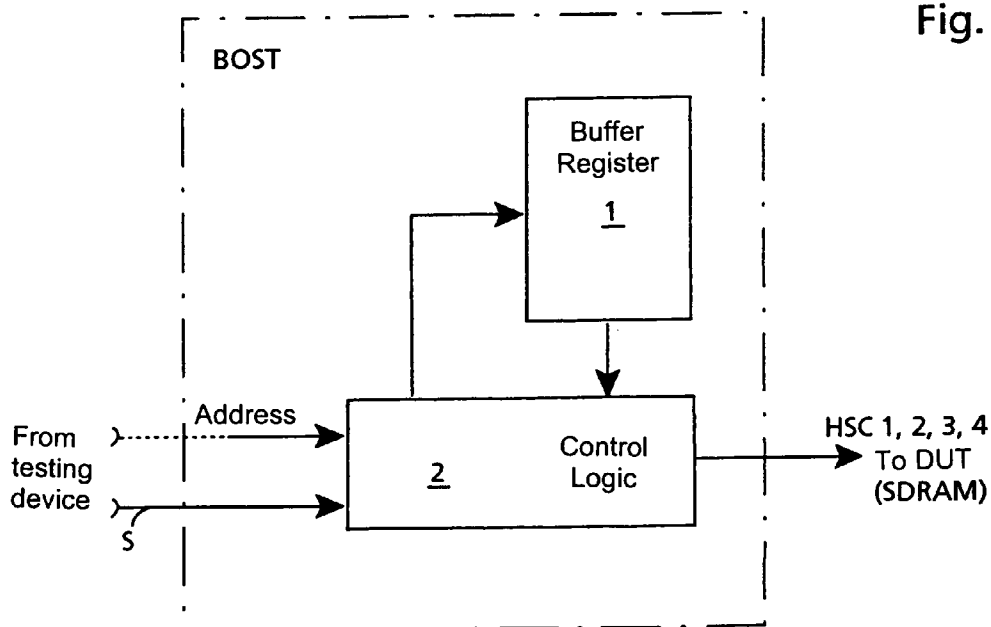 Fig.
BOST
Buffer
Register
1
Address
From
testing
device
S
2
Control
Logic
HSC 1, 2, 3, 4
To DUT
(SDRAM)